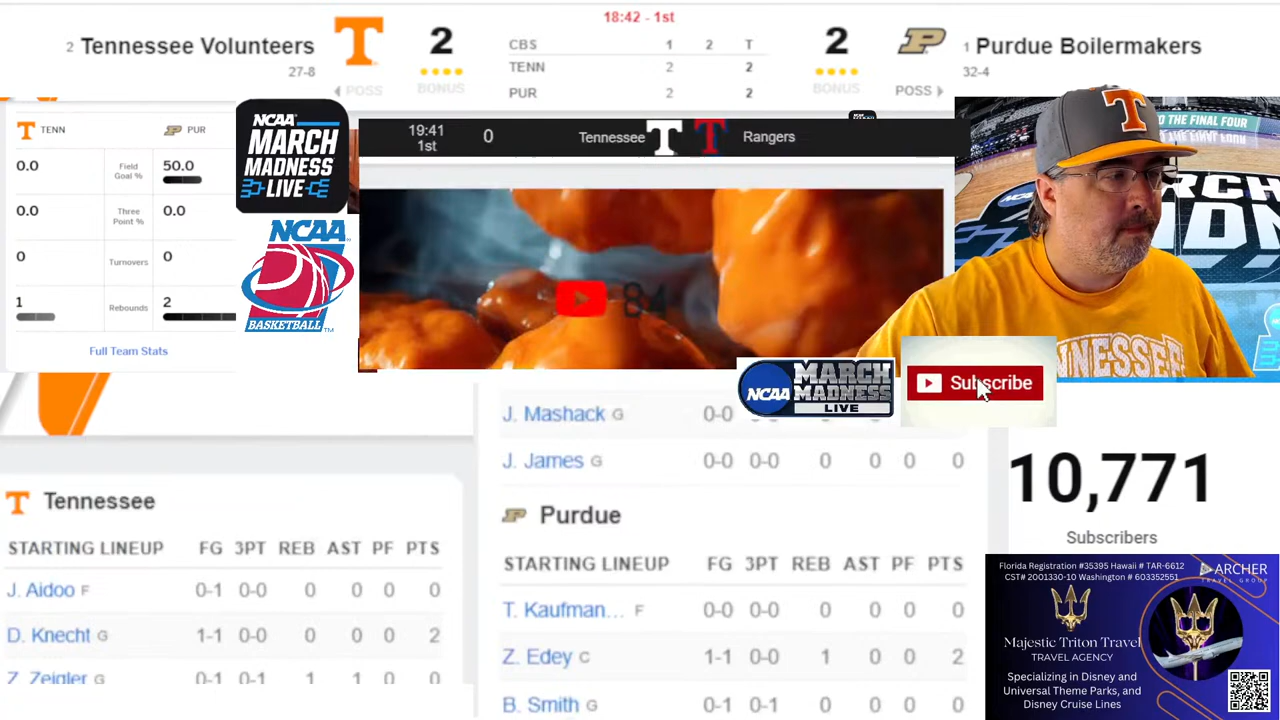 18:42 - 1st
2 Tennessee Volunteers
27-8
2
POSS
BONUS
CBS 1 2 T
TENN 2 2
PUR 2 2
2
BONUS
1 Purdue Boilermakers
32-4
POSS
TENN PUR
0.0 Field Goal % 50.0
0.0 Three Point % 0.0
0 Turnovers 0
1 Rebounds 2
Full Team Stats
NCAA
MARCH
MADNESS
LIVE
NCAA
BASKETBALL
TM
19:41
1st
0
Tennessee
Rangers
84
TO THE FINAL FOUR
NCAA
MARCH
MADNESS
LIVE
Subscribe
10,771
Subscribers
J. Mashack G 0-0
J. James G 0-0 0-0 0 0 0 0
Tennessee
STARTING LINEUP FG 3PT REB AST PF PTS
J. Aidoo F 0-1 0-0 0 0 0 0
D. Knecht G 1-1 0-0 0 0 0 2
Z. Zeigler G 0-1 0-1 1 1 0 0
Purdue
STARTING LINEUP FG 3PT REB AST PF PTS
T. Kaufman... F 0-0 0-0 0 0 0 0
Z. Edey C 1-1 0-0 1 0 0 2
B. Smith G 0-0 0-0 1 0 0 0
Florida Registration #35395 Hawaii # TAR-6612
CST# 2001330-10 Washington # 603352551
ARCHER
TRAVEL GROUP
Majestic Triton Travel
TRAVEL AGENCY
Specializing in Disney and
Universal Theme Parks, and
Disney Cruise Lines